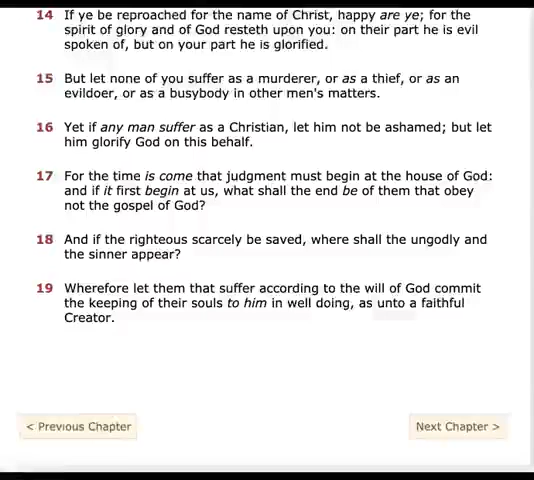 14 If ye be reproached for the name of Christ, happy are ye; for the
spirit of glory and of God resteth upon you: on their part he is evil
spoken of, but on your part he is glorified.
15 But let none of you suffer as a murderer, or as a thief, or as an
evildoer, or as a busybody in other men's matters.
16 Yet if any man suffer as a Christian, let him not be ashamed; but let
him glorify God on this behalf.
17 For the time is come that judgment must begin at the house of God:
and if it first begin at us, what shall the end be of them that obey
not the gospel of God?
18 And if the righteous scarcely be saved, where shall the ungodly and
the sinner appear?
19 Wherefore let them that suffer according to the will of God commit
the keeping of their souls to him in well doing, as unto a faithful
Creator.
< Previous Chapter
Next Chapter >